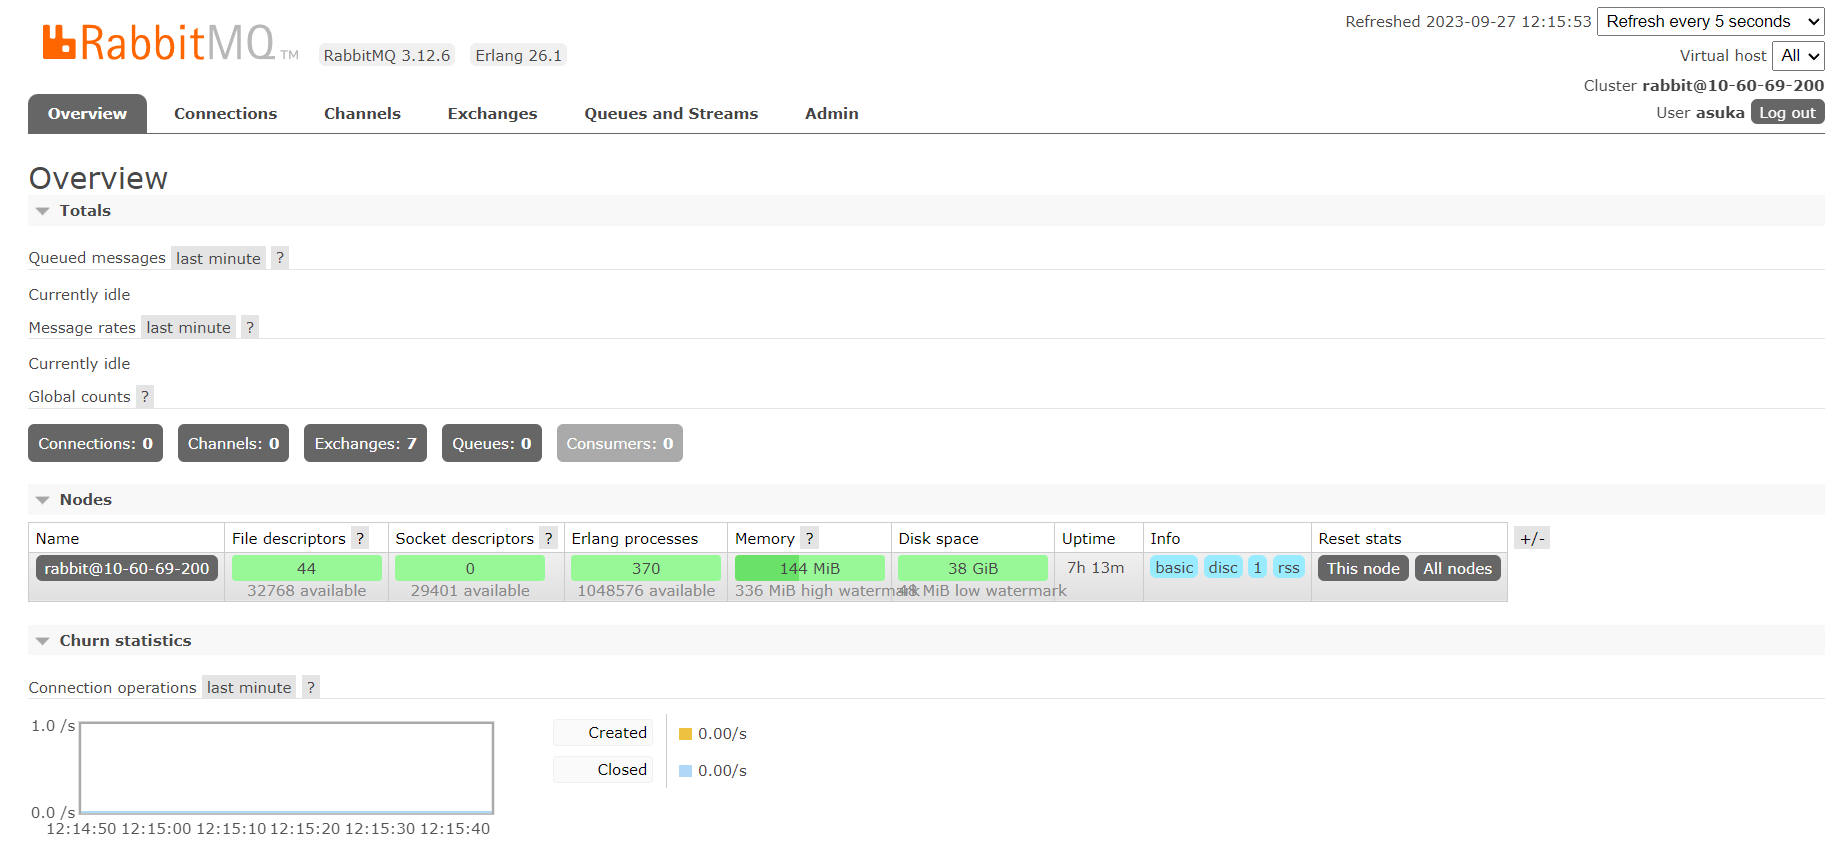 Refreshed 2023-09-27 12:15:53 Refresh every 5 seconds
RabbitMQ TM RabbitMQ 3.12.6 Erlang 26.1
Virtual host All
Cluster rabbit@10-60-69-200
User asuka Log out
Overview Connections Channels Exchanges Queues and Streams Admin
Overview
Totals
Queued messages last minute ?
Currently idle
Message rates last minute ?
Currently idle
Global counts ?
Connections: 0 Channels: 0 Exchanges: 7 Queues: 0 Consumers: 0
Nodes
Name File descriptors ? Socket descriptors ? Erlang processes Memory ? Disk space Uptime Info Reset stats +/-
rabbit@10-60-69-200 44 0 370 144 MiB 38 GiB 7h 13m basic disc 1 rss This node All nodes
32768 available 29401 available 1048576 available 336 MiB high watermark 48 MiB low watermark
Churn statistics
Connection operations last minute ?
1.0 /s
Created 0.00/s
Closed 0.00/s
0.0 /s
12:14:50 12:15:00 12:15:10 12:15:20 12:15:30 12:15:40